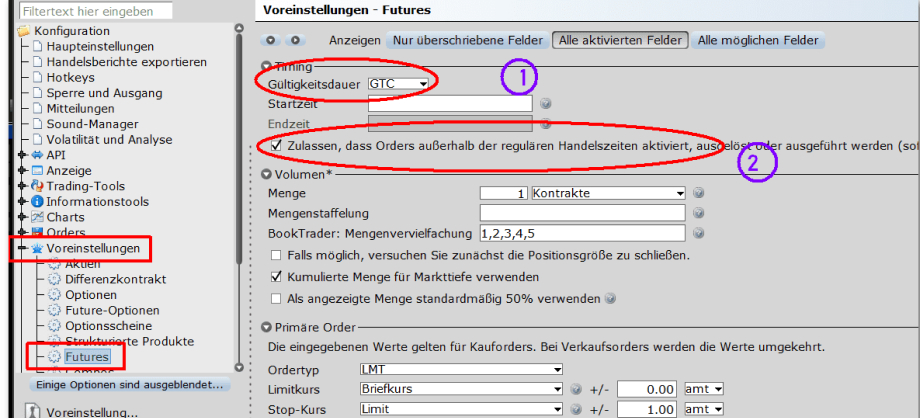 Filtertext hier eingeben
Konfiguration
Haupteinstellungen
Handelsberichte exportieren
Hotkeys
Sperre und Ausgang
Mitteilungen
Sound-Manager
Volatilität und Analyse
API
Anzeige
Trading-Tools
Informationstools
Charts
Orders
Voreinstellungen
Aktien
Differenzkontrakt
Optionen
Future-Optionen
Optionsscheine
Strukturierte Produkte
Futures
Einige Optionen sind ausgeblendet...
Voreinstellung...
Voreinstellungen - Futures
Anzeigen Nur überschriebene Felder Alle aktivierten Felder Alle möglichen Felder
Timing
1
Gültigkeitsdauer GTC
Startzeit
Endzeit
Zulassen, dass Orders außerhalb der regulären Handelszeiten aktiviert, ausgelöst oder ausgeführt werden (sof
2
Volumen*
Menge 1 Kontrakte
Mengenstaffelung
BookTrader: Mengenvervielfachung 1,2,3,4,5
Falls möglich, versuchen Sie zunächst die Positionsgröße zu schließen.
Kumulierte Menge für Markttiefe verwenden
Als angezeigte Menge standardmäßig 50% verwenden
Primäre Order
Die eingegebenen Werte gelten für Kauforders. Bei Verkaufsorders werden die Werte umgekehrt.
Ordertyp LMT
Limitkurs Briefkurs +/- 0.00 amt
Stop-Kurs Limit +/- 1.00 amt